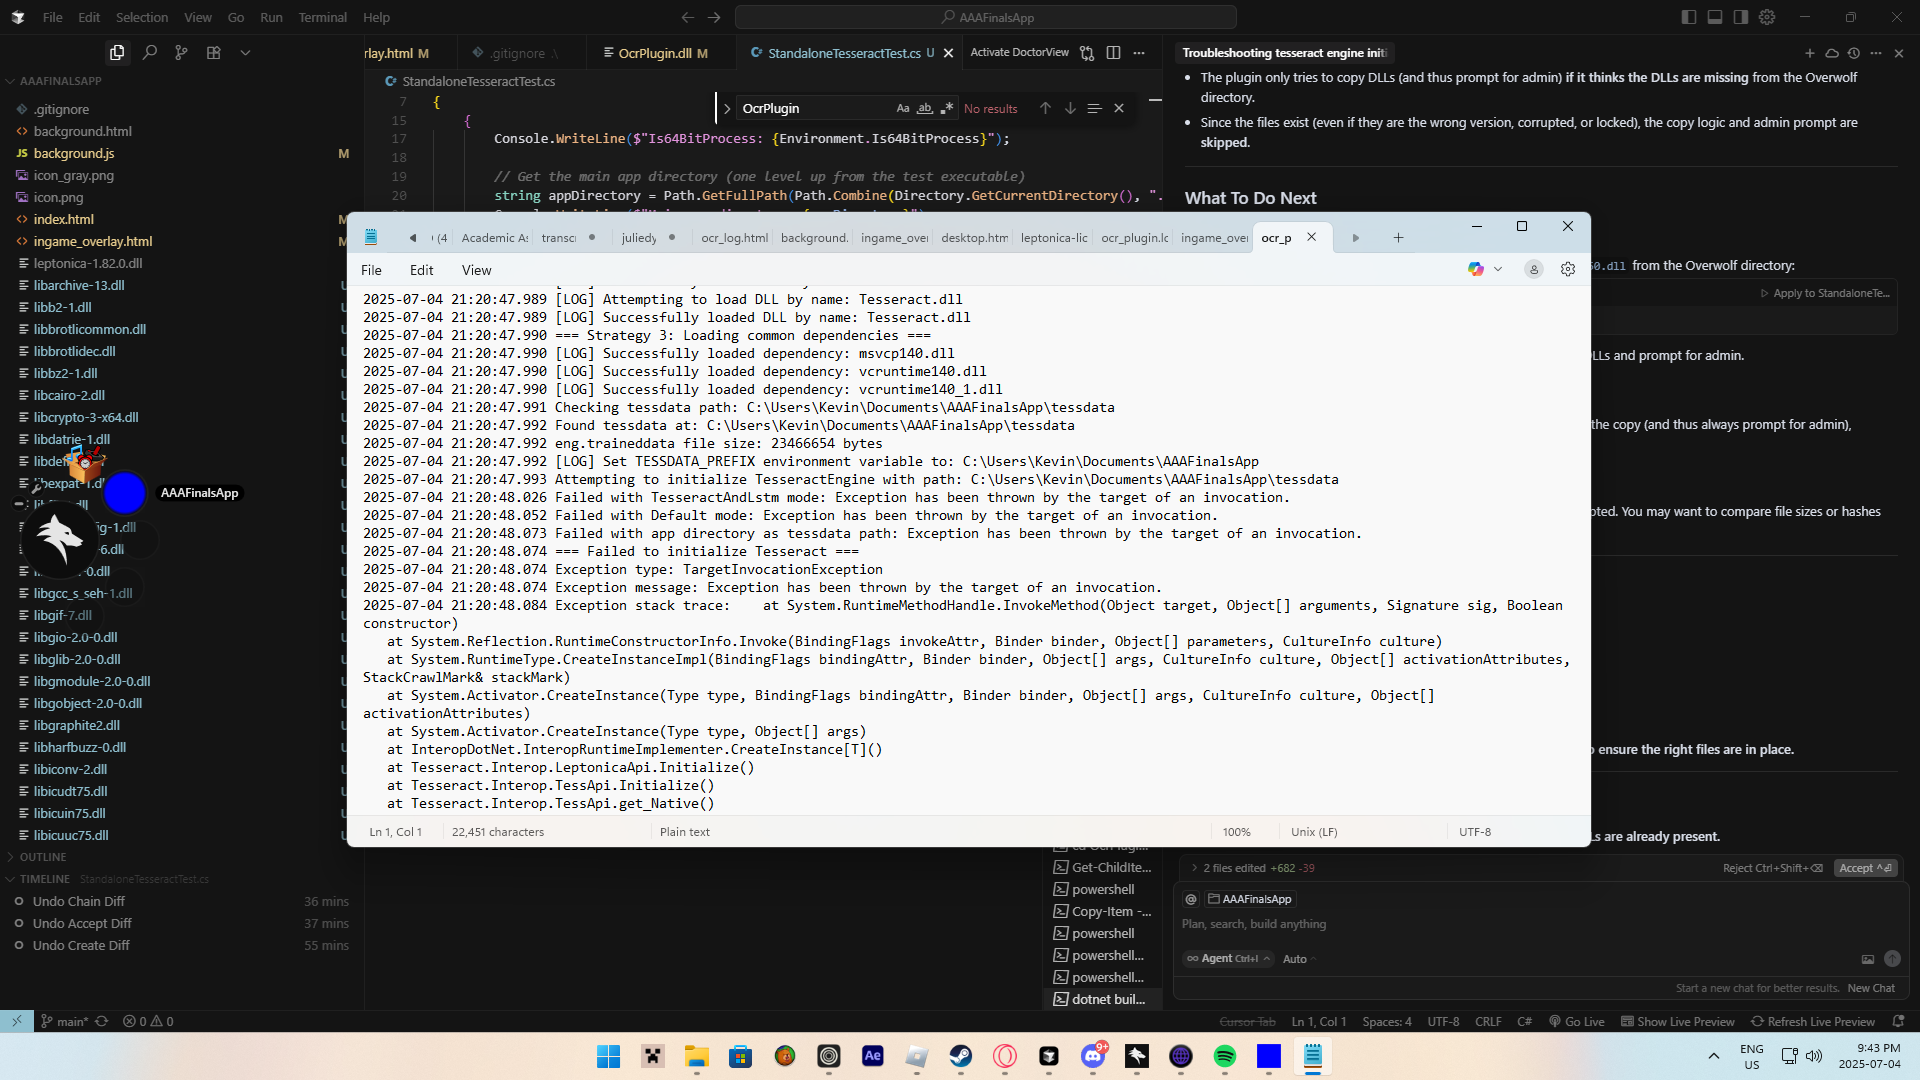 File Edit Selection View Go Run Terminal Help
AAAFinalsApp
AAAFINALSAPP
.gitignore
background.html
background.js M
icon_gray.png
icon.png
index.html M
ingame_overlay.html M
leptonica-1.82.0.dll
libarchive-13.dll
libb2-1.dll
libbrotlicommon.dll
libbrotlidec.dll
libbz2-1.dll
libcairo-2.dll
libcrypto-3-x64.dll
libdatrie-1.dll
AAAFinalsApp
libgcc_s_seh-1.dll
libgif-7.dll
libgio-2.0-0.dll
libglib-2.0-0.dll
libgmodule-2.0-0.dll
libgobject-2.0-0.dll
libgraphite2.dll
libharfbuzz-0.dll
libiconv-2.dll
libicudt75.dll
libicuin75.dll
libicuuc75.dll
OUTLINE
TIMELINE StandaloneTesseractTest.cs
Undo Chain Diff 36 mins
Undo Accept Diff 37 mins
Undo Create Diff 55 mins
rlay.html M .gitignore OcrPlugin.dll M StandaloneTesseractTest.cs U Activate DoctorView
StandaloneTesseractTest.cs
OcrPlugin Aa ab No results
7 {
15 {
17 Console.WriteLine($"Is64BitProcess: {Environment.Is64BitProcess}");
18
19 // Get the main app directory (one level up from the test executable)
20 string appDirectory = Path.GetFullPath(Path.Combine(Directory.GetCurrentDirectory(), ".
(4 Academic As transcr juliedy ocr_log.html background. ingame_over desktop.htm leptonica-lic ocr_plugin.lo ingame_over ocr_p
File Edit View
2025-07-04 21:20:47.989 [LOG] Attempting to load DLL by name: Tesseract.dll
2025-07-04 21:20:47.989 [LOG] Successfully loaded DLL by name: Tesseract.dll
2025-07-04 21:20:47.990 === Strategy 3: Loading common dependencies ===
2025-07-04 21:20:47.990 [LOG] Successfully loaded dependency: msvcp140.dll
2025-07-04 21:20:47.990 [LOG] Successfully loaded dependency: vcruntime140.dll
2025-07-04 21:20:47.990 [LOG] Successfully loaded dependency: vcruntime140_1.dll
2025-07-04 21:20:47.991 Checking tessdata path: C:\Users\Kevin\Documents\AAAFinalsApp\tessdata
2025-07-04 21:20:47.992 Found tessdata at: C:\Users\Kevin\Documents\AAAFinalsApp\tessdata
2025-07-04 21:20:47.992 eng.traineddata file size: 23466654 bytes
2025-07-04 21:20:47.992 [LOG] Set TESSDATA_PREFIX environment variable to: C:\Users\Kevin\Documents\AAAFinalsApp
2025-07-04 21:20:47.993 Attempting to initialize TesseractEngine with path: C:\Users\Kevin\Documents\AAAFinalsApp\tessdata
2025-07-04 21:20:48.026 Failed with TesseractAndLstm mode: Exception has been thrown by the target of an invocation.
2025-07-04 21:20:48.052 Failed with Default mode: Exception has been thrown by the target of an invocation.
2025-07-04 21:20:48.073 Failed with app directory as tessdata path: Exception has been thrown by the target of an invocation.
2025-07-04 21:20:48.074 === Failed to initialize Tesseract ===
2025-07-04 21:20:48.074 Exception type: TargetInvocationException
2025-07-04 21:20:48.074 Exception message: Exception has been thrown by the target of an invocation.
2025-07-04 21:20:48.084 Exception stack trace:    at System.RuntimeMethodHandle.InvokeMethod(Object target, Object[] arguments, Signature sig, Boolean
constructor)
at System.Reflection.RuntimeConstructorInfo.Invoke(BindingFlags invokeAttr, Binder binder, Object[] parameters, CultureInfo culture)
at System.RuntimeType.CreateInstanceImpl(BindingFlags bindingAttr, Binder binder, Object[] args, CultureInfo culture, Object[] activationAttributes,
StackCrawlMark& stackMark)
at System.Activator.CreateInstance(Type type, BindingFlags bindingAttr, Binder binder, Object[] args, CultureInfo culture, Object[]
activationAttributes)
at System.Activator.CreateInstance(Type type, Object[] args)
at InteropDotNet.InteropRuntimeImplementer.CreateInstance[T]()
at Tesseract.Interop.LeptonicaApi.Initialize()
at Tesseract.Interop.TessApi.Initialize()
at Tesseract.Interop.TessApi.get_Native()
Ln 1, Col 1 22,451 characters Plain text 100% Unix (LF) UTF-8
Get-ChildIte...
powershell
Copy-Item -...
powershell
powershell...
powershell...
dotnet buil...
Troubleshooting tesseract engine initi
• The plugin only tries to copy DLLs (and thus prompt for admin) if it thinks the DLLs are missing from the Overwolf
directory.
• Since the files exist (even if they are the wrong version, corrupted, or locked), the copy logic and admin prompt are
skipped.
What To Do Next
50.dll from the Overwolf directory:
Apply to StandaloneTe...
LLs and prompt for admin.
the copy (and thus always prompt for admin),
pted. You may want to compare file sizes or hashes
o ensure the right files are in place.
Ls are already present.
2 files edited +682 -39 Reject Ctrl+Shift+⌫ Accept ^⏎
@ AAAFinalsApp
Plan, search, build anything
Agent Ctrl+I Auto
Start a new chat for better results. New Chat
main* 0 0 Cursor Tab Ln 1, Col 1 Spaces: 4 UTF-8 CRLF C# Go Live Show Live Preview Refresh Live Preview
Ae 9+ ENG
US
9:43 PM
2025-07-04